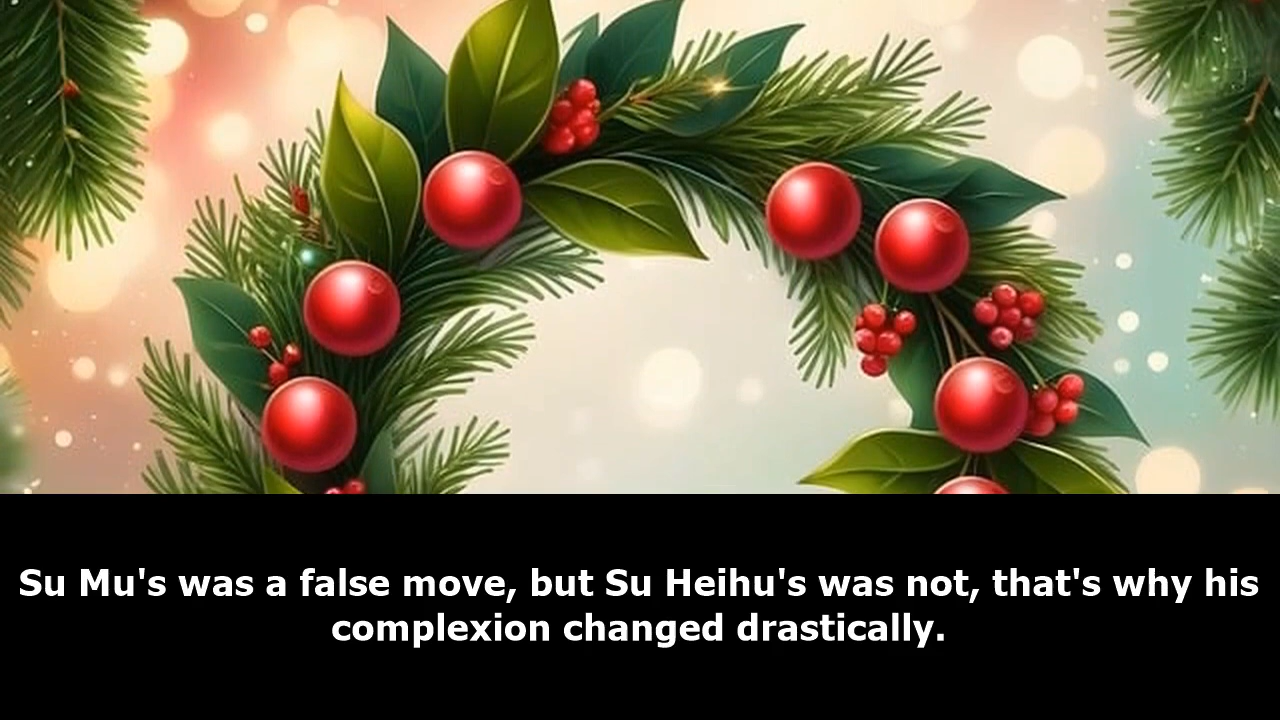 Su Mu's was a false move, but Su Heihu's was not, that's why his
complexion changed drastically.